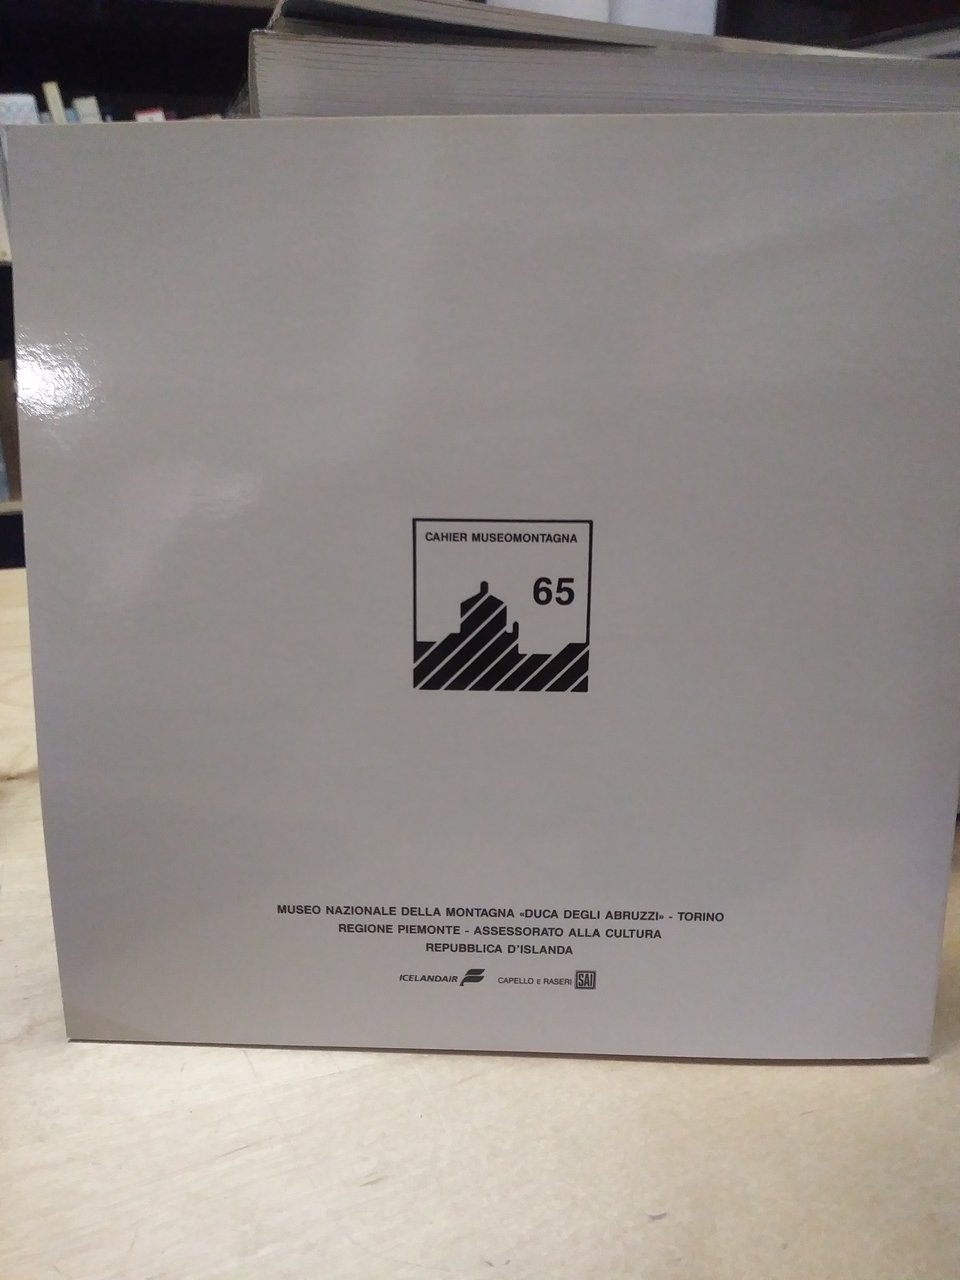 CAHIER MUSEOMONTAGNA
65
MUSEO NAZIONALE DELLA MONTAGNA «DUCA DEGLI ABRUZZI» - TORINO
REGIONE PIEMONTE - ASSESSORATO ALLA CULTURA
REPUBBLICA D'ISLANDA
ICELANDAIR CAPELLO E RASERI SAI